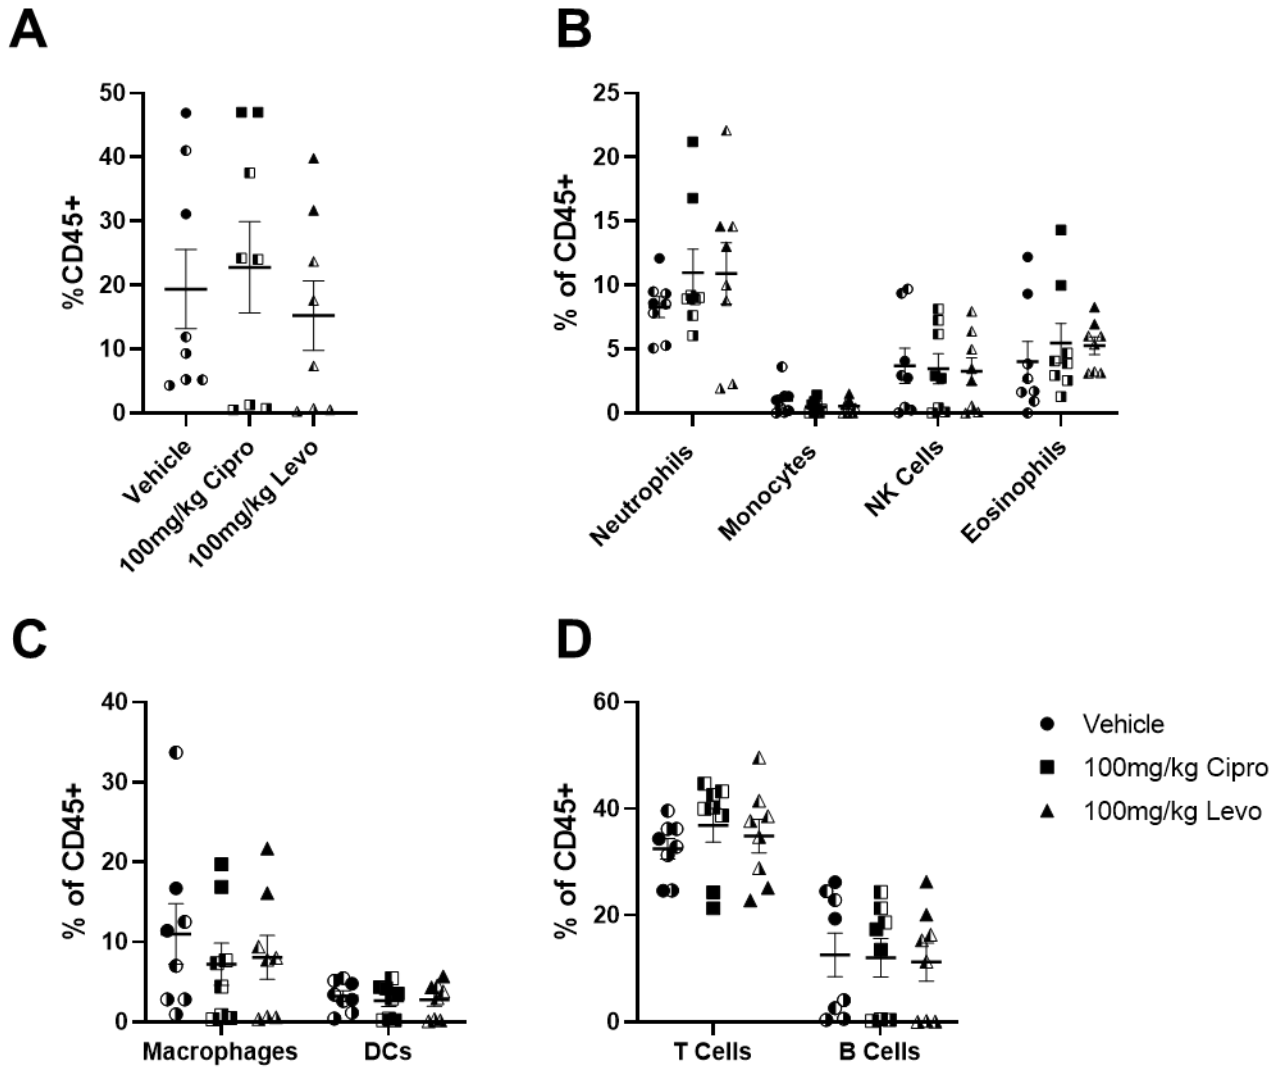 A
%CD45+
50
40
30
20
10
0
Vehicle
100mg/kg Cipro
100mg/kg Levo
B
% of CD45+
25
20
15
10
5
0
Neutrophils
Monocytes
NK Cells
Eosinophils
C
% of CD45+
40
30
20
10
0
Macrophages
DCs
D
% of CD45+
60
40
20
0
T Cells
B Cells
Vehicle
100mg/kg Cipro
100mg/kg Levo